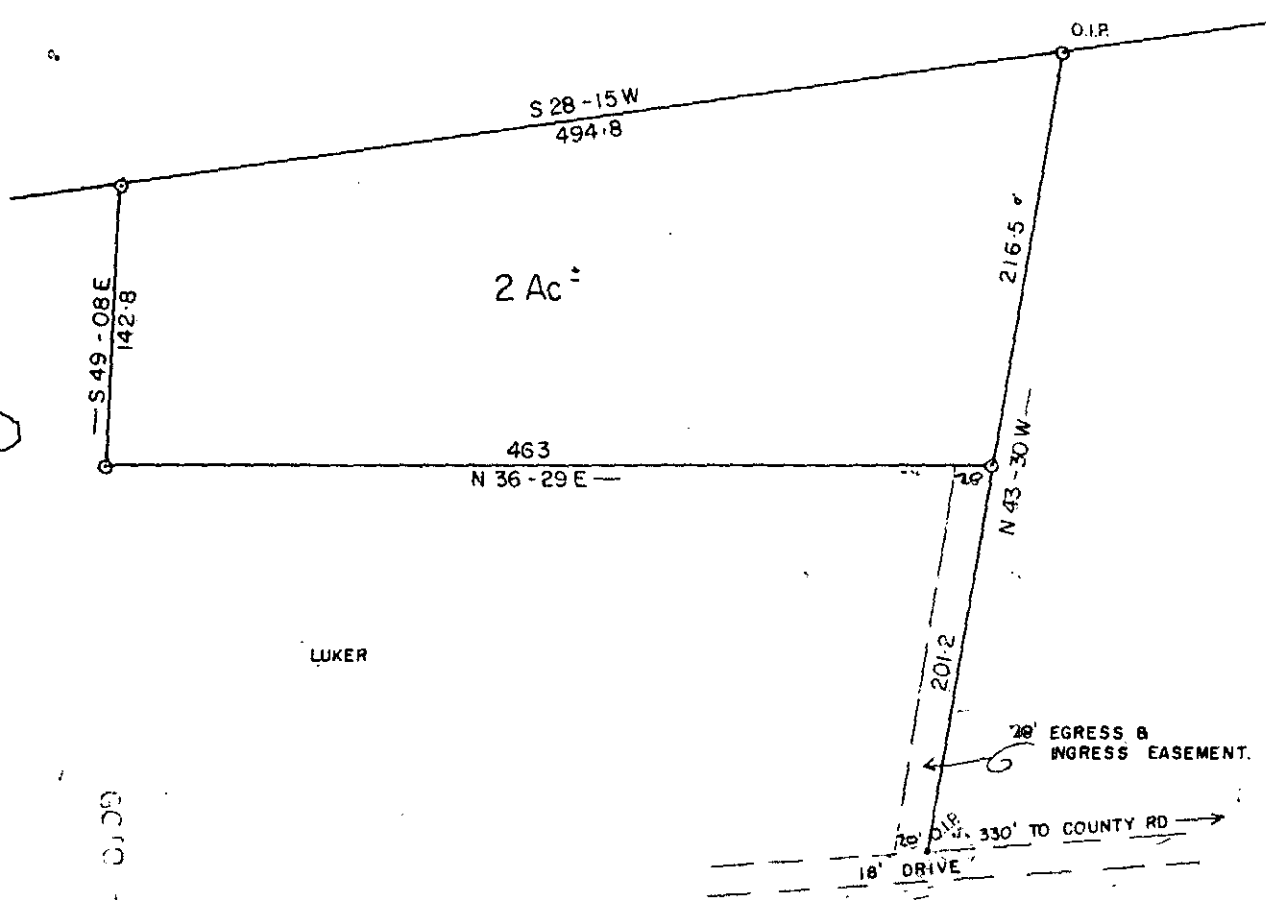 O.I.P.
S 28-15 W
494.8
216.5
S 49-08 E
142.8
2 Ac ±
463
N 36-29 E
N 43-30 W
201.2
LUKER
EGRESS &
INGRESS EASEMENT.
O.I.P.
330' TO COUNTY RD
18' DRIVE